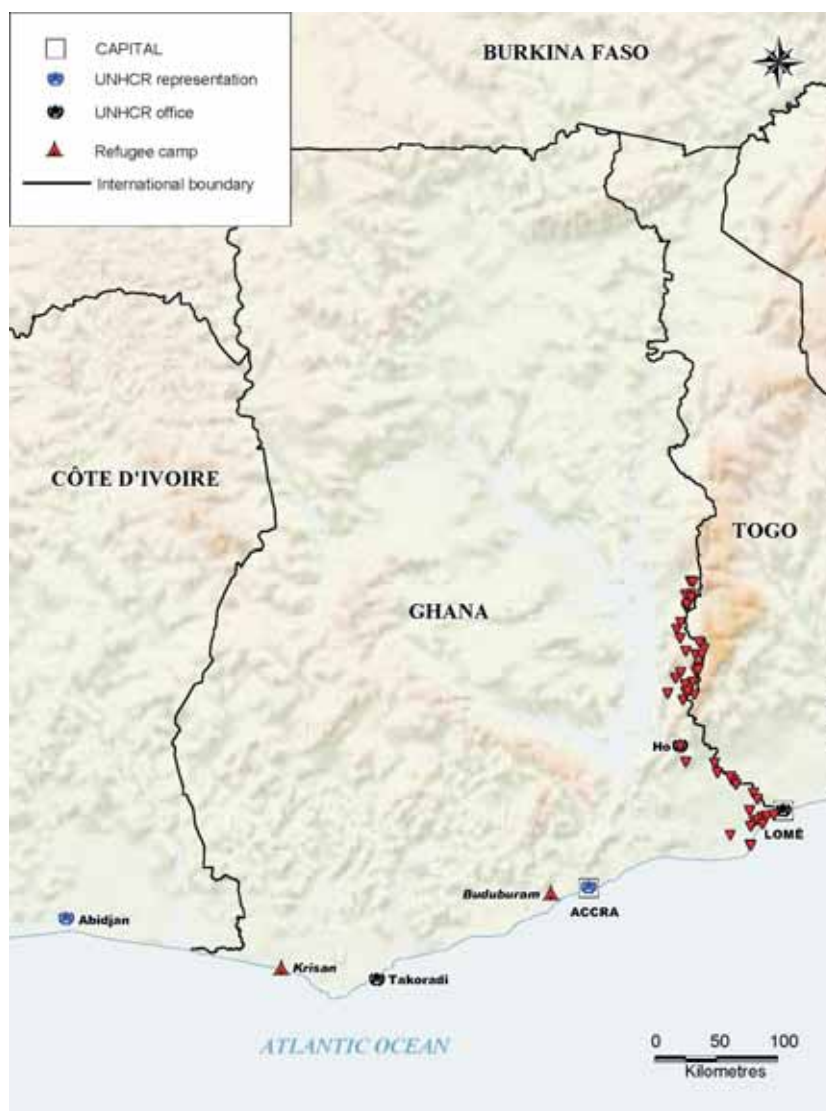 CAPITAL
UNHCR representation
UNHCR office
Refugee camp
International boundary
BURKINA FASO
CÔTE D'IVOIRE
TOGO
GHANA
Ho
LOMÉ
Buduburam
ACCRA
Abidjan
Krisan
Takoradi
ATLANTIC OCEAN
0 50 100
Kilometres